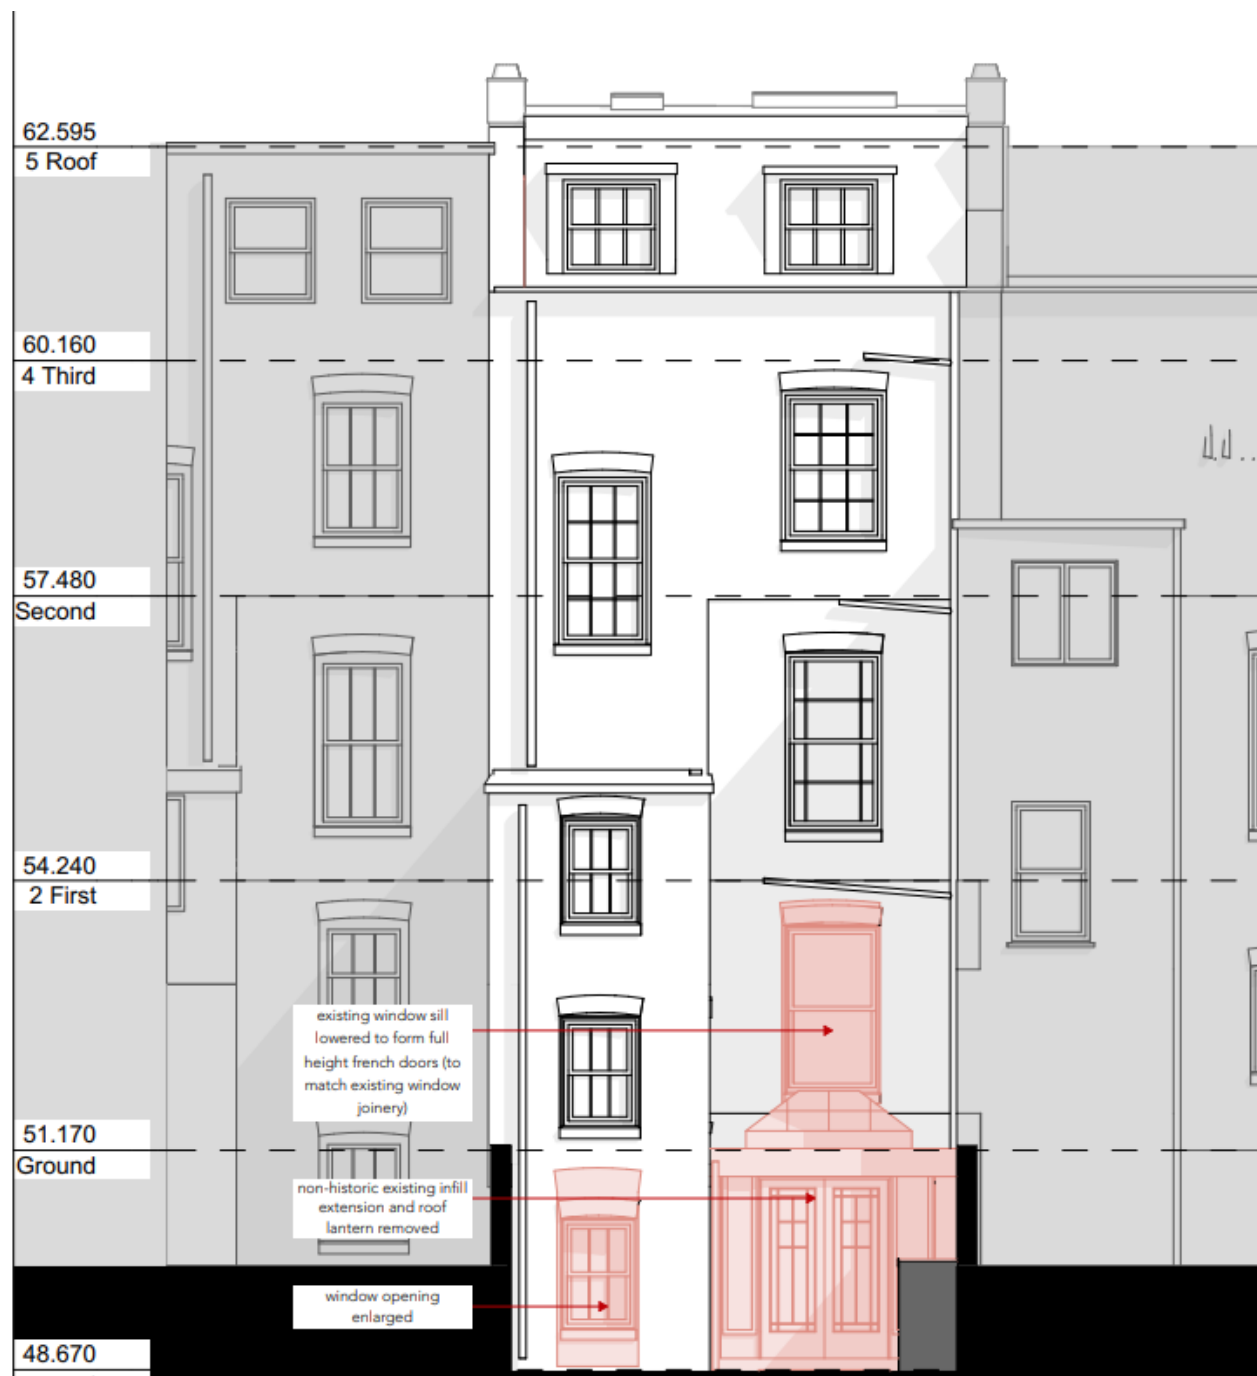 62.595
5 Roof
60.160
4 Third
57.480
Second
54.240
2 First
existing window sill
lowered to form full
height french doors (to
match existing window
joinery)
51.170
Ground
non-historic existing infill
extension and roof
lantern removed
window opening
enlarged
48.670